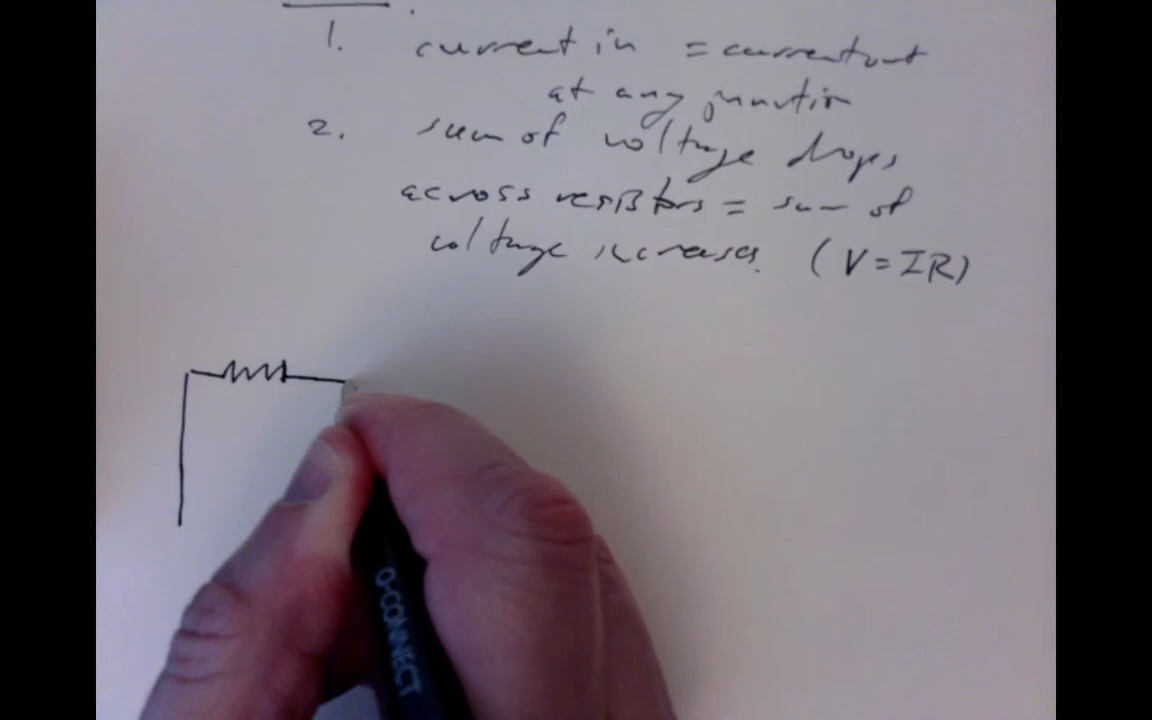 1. current in = current out
at any junction
2. sum of voltage drops
across resistors = sum of
voltage increases. (V=IR)
Q-CONNECT